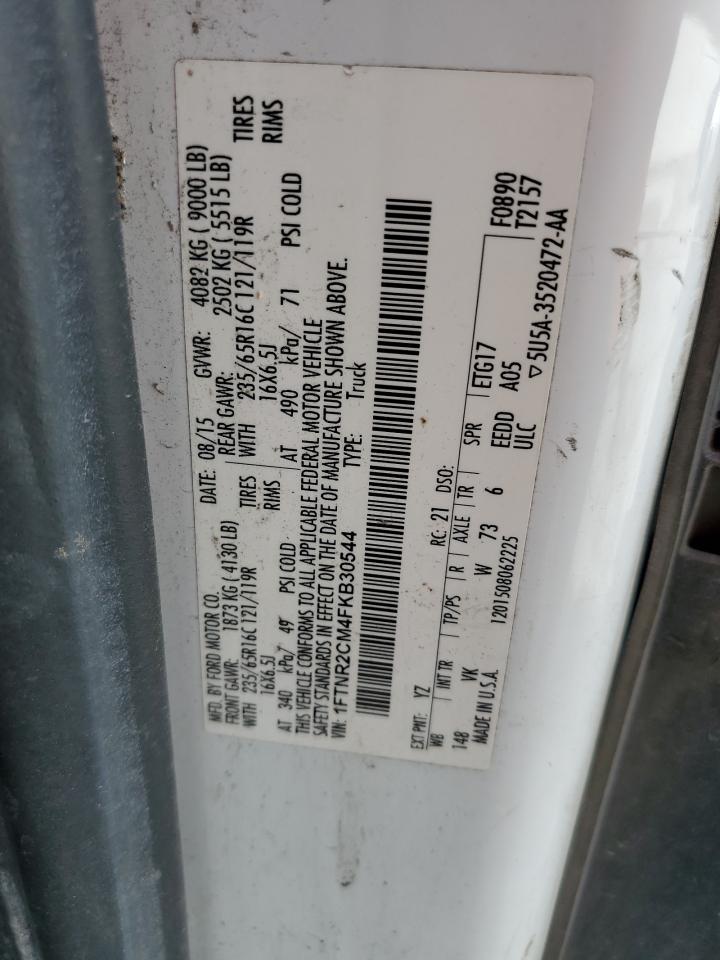 MFD. BY FORD MOTOR CO. DATE: 08/15 GVWR: 4082 KG ( 9000 LB)
FRONT GAWR: 1873 KG ( 4130 LB) REAR GAWR: 2502 KG ( 5515 LB)
WITH 235/65R16C 121/119R TIRES WITH 235/65R16C 121/119R TIRES
16X6.5J RIMS 16X6.5J RIMS
AT 340 kPa/ 49 PSI COLD AT 490 kPa/ 71 PSI COLD
THIS VEHICLE CONFORMS TO ALL APPLICABLE FEDERAL MOTOR VEHICLE
SAFETY STANDARDS IN EFFECT ON THE DATE OF MANUFACTURE SHOWN ABOVE.
VIN: 1FTNR2CM4FKB30544 TYPE: Truck
EXT PNT: YZ RC: 21 DSO: F0890
WB INT TR TP/PS R AXLE TR SPR ETG17 T2157
148 VK W 73 6 EEDD A05
MADE IN U.S.A. 1201508062225 ULC ▽5U5A-3520472-AA